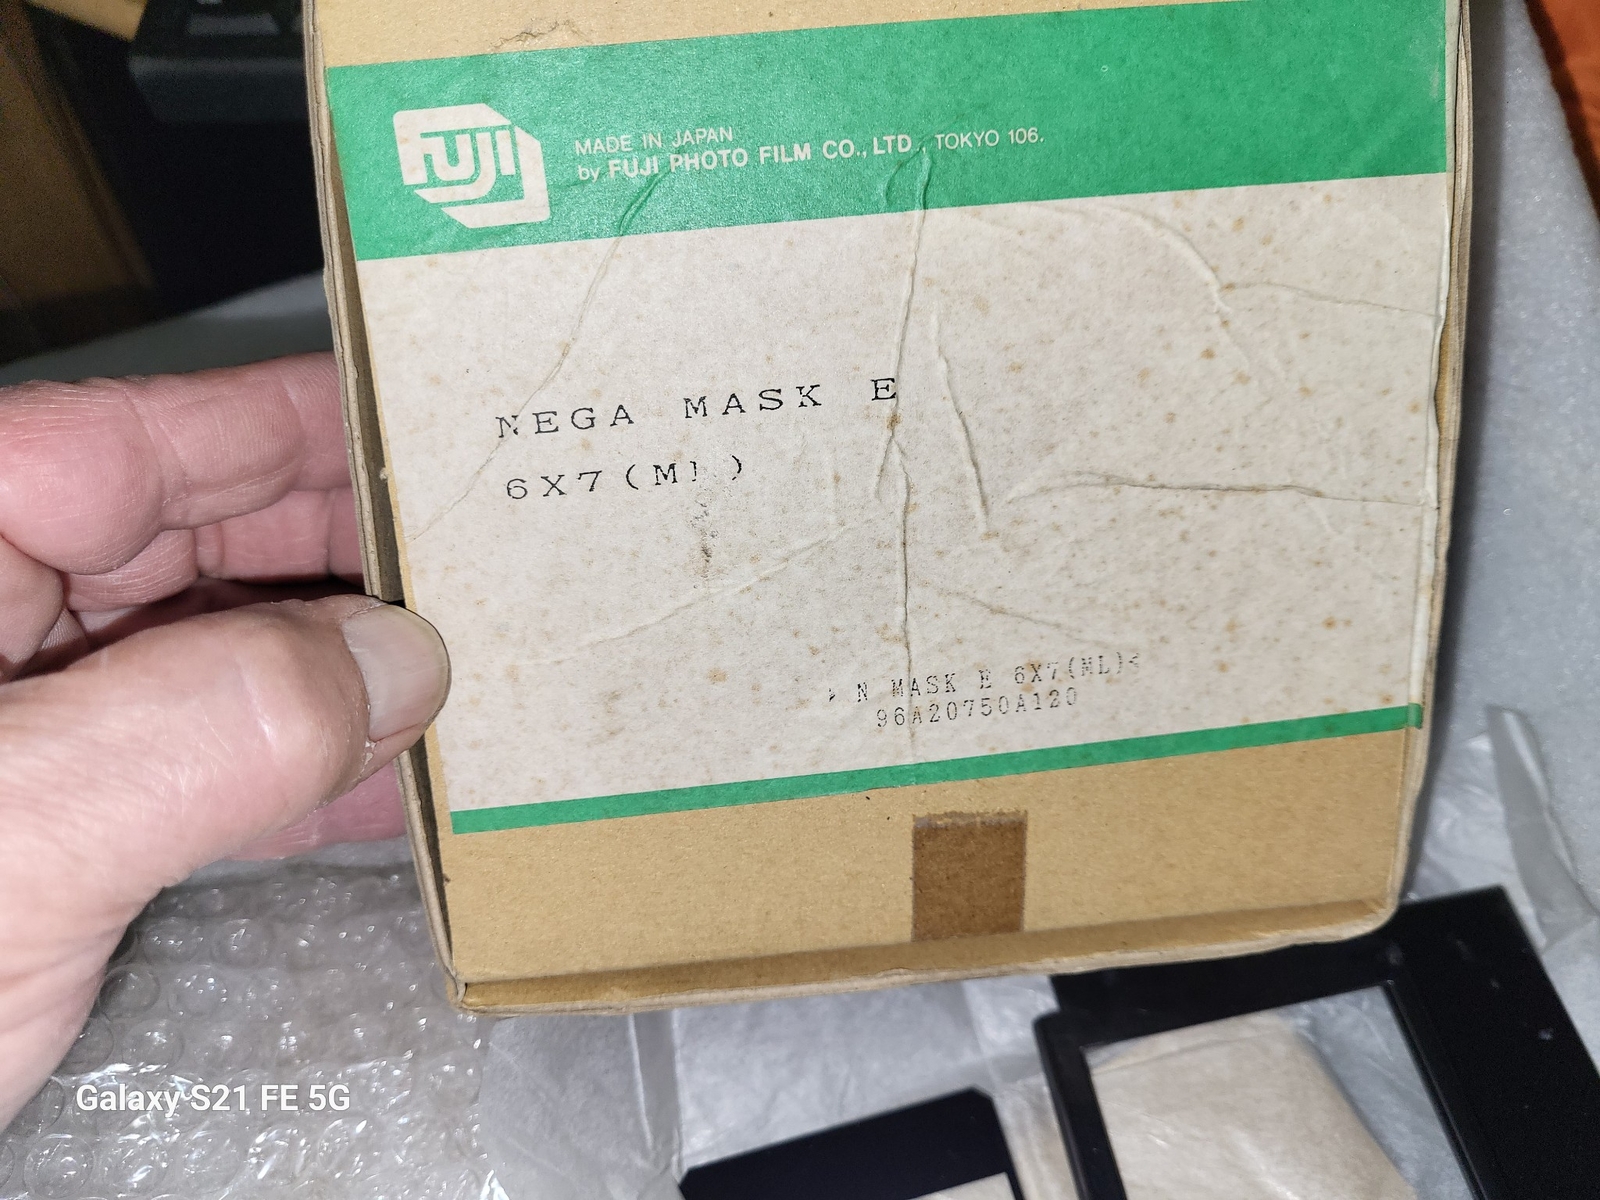 FUJI
MADE IN JAPAN
by FUJI PHOTO FILM CO., LTD., TOKYO 106.
NEGA MASK E
6X7(ML)
N MASK E 6X7(ML)<
96A20750A120
Galaxy S21 FE 5G